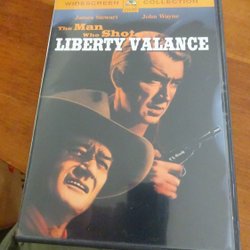 WIDESCREEN COLLECTION
James Stewart John Wayne
The Man
Who Shot
LIBERTY VALANCE